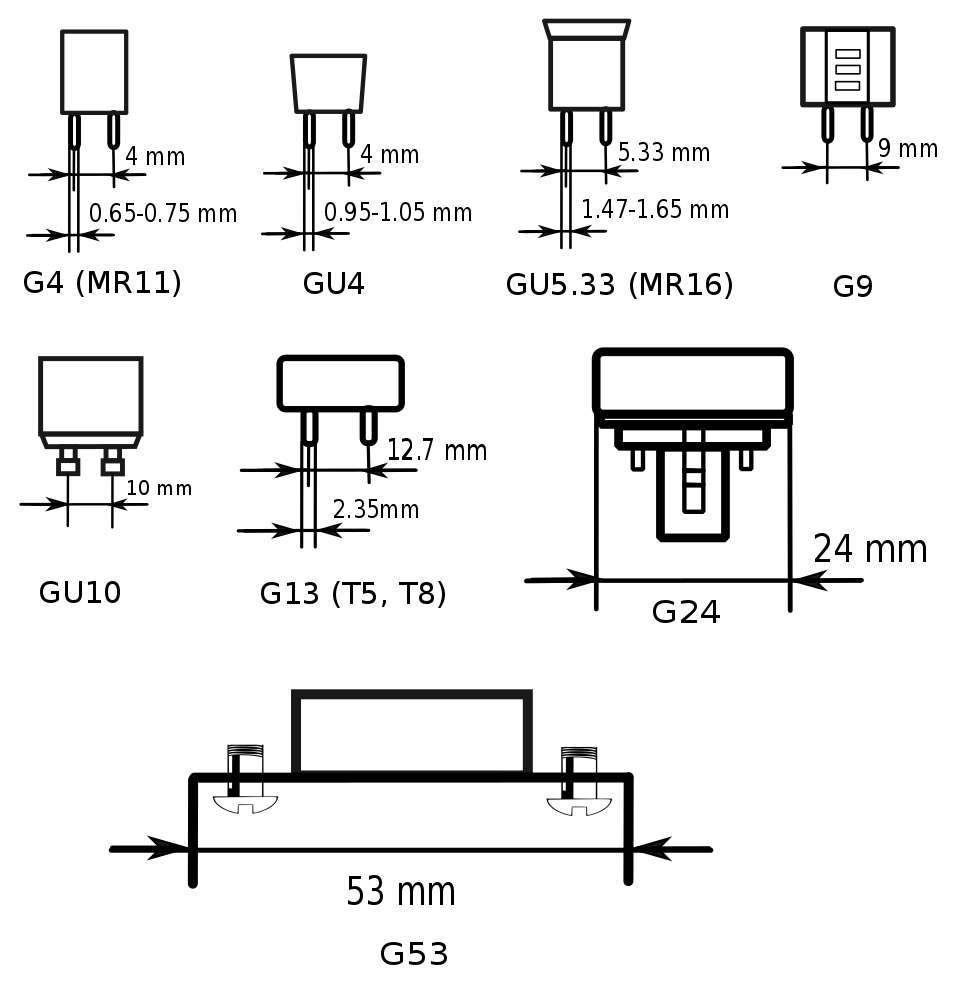 4 mm
0.65-0.75 mm
G4 (MR11)
4 mm
0.95-1.05 mm
GU4
5.33 mm
1.47-1.65 mm
GU5.33 (MR16)
9 mm
G9
10 mm
GU10
12.7 mm
2.35mm
G13 (T5, T8)
24 mm
G24
53 mm
G53